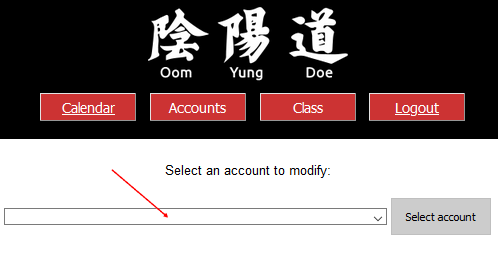 陰陽道
Oom Yung Doe
Calendar Accounts Class Logout
Select an account to modify:
Select account